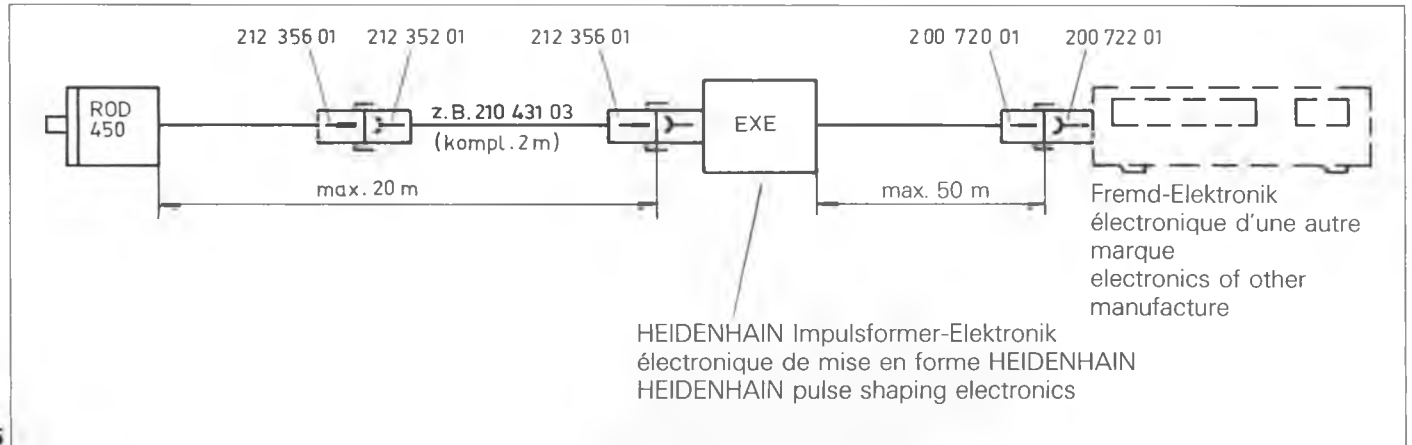 212 356 01
212 352 01
212 356 01
200 720 01
200 722 01
ROD
450
z.B. 210 431 03
(kompl. 2m)
EXE
max. 20 m
max. 50 m
Fremd-Elektronik
électronique d'une autre
marque
electronics of other
manufacture
HEIDENHAIN Impulsformer-Elektronik
électronique de mise en forme HEIDENHAIN
HEIDENHAIN pulse shaping electronics